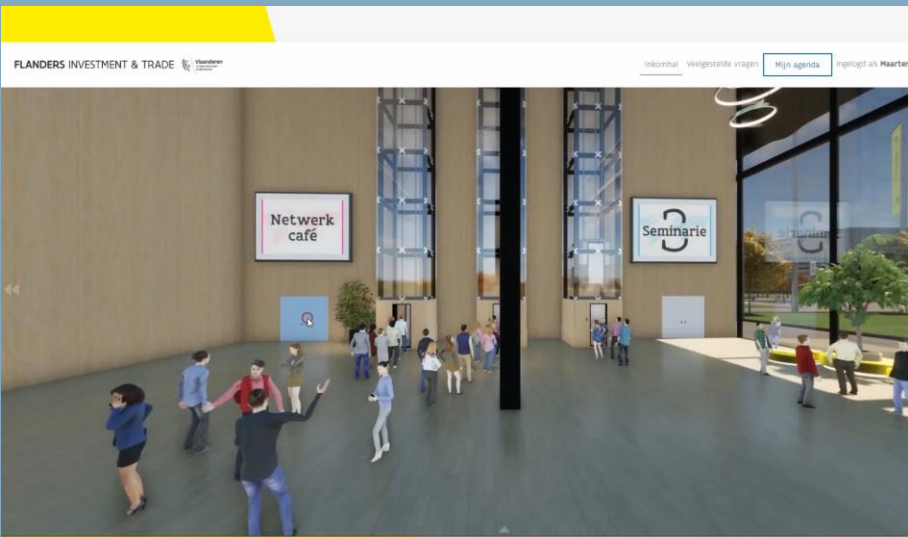 FLANDERS INVESTMENT & TRADE
Vlaanderen
Inkomhal Veelgestelde vragen Mijn agenda Ingelogd als Maarten
Netwerk
café
Seminarie